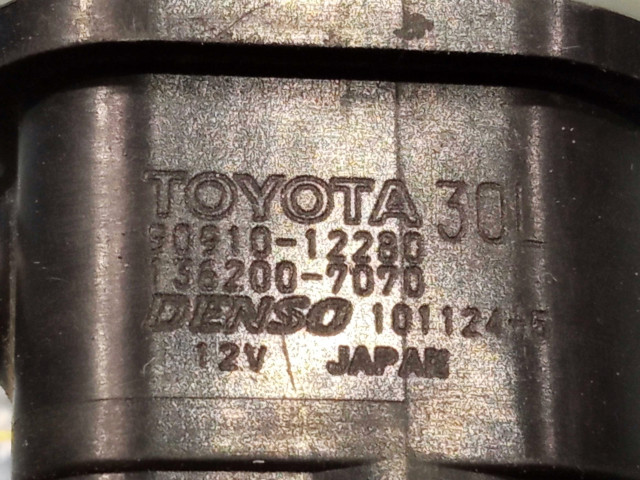 TOYOTA 30L
90910-12280
136200-7070
DENSO 101124-5
12V JAPAN